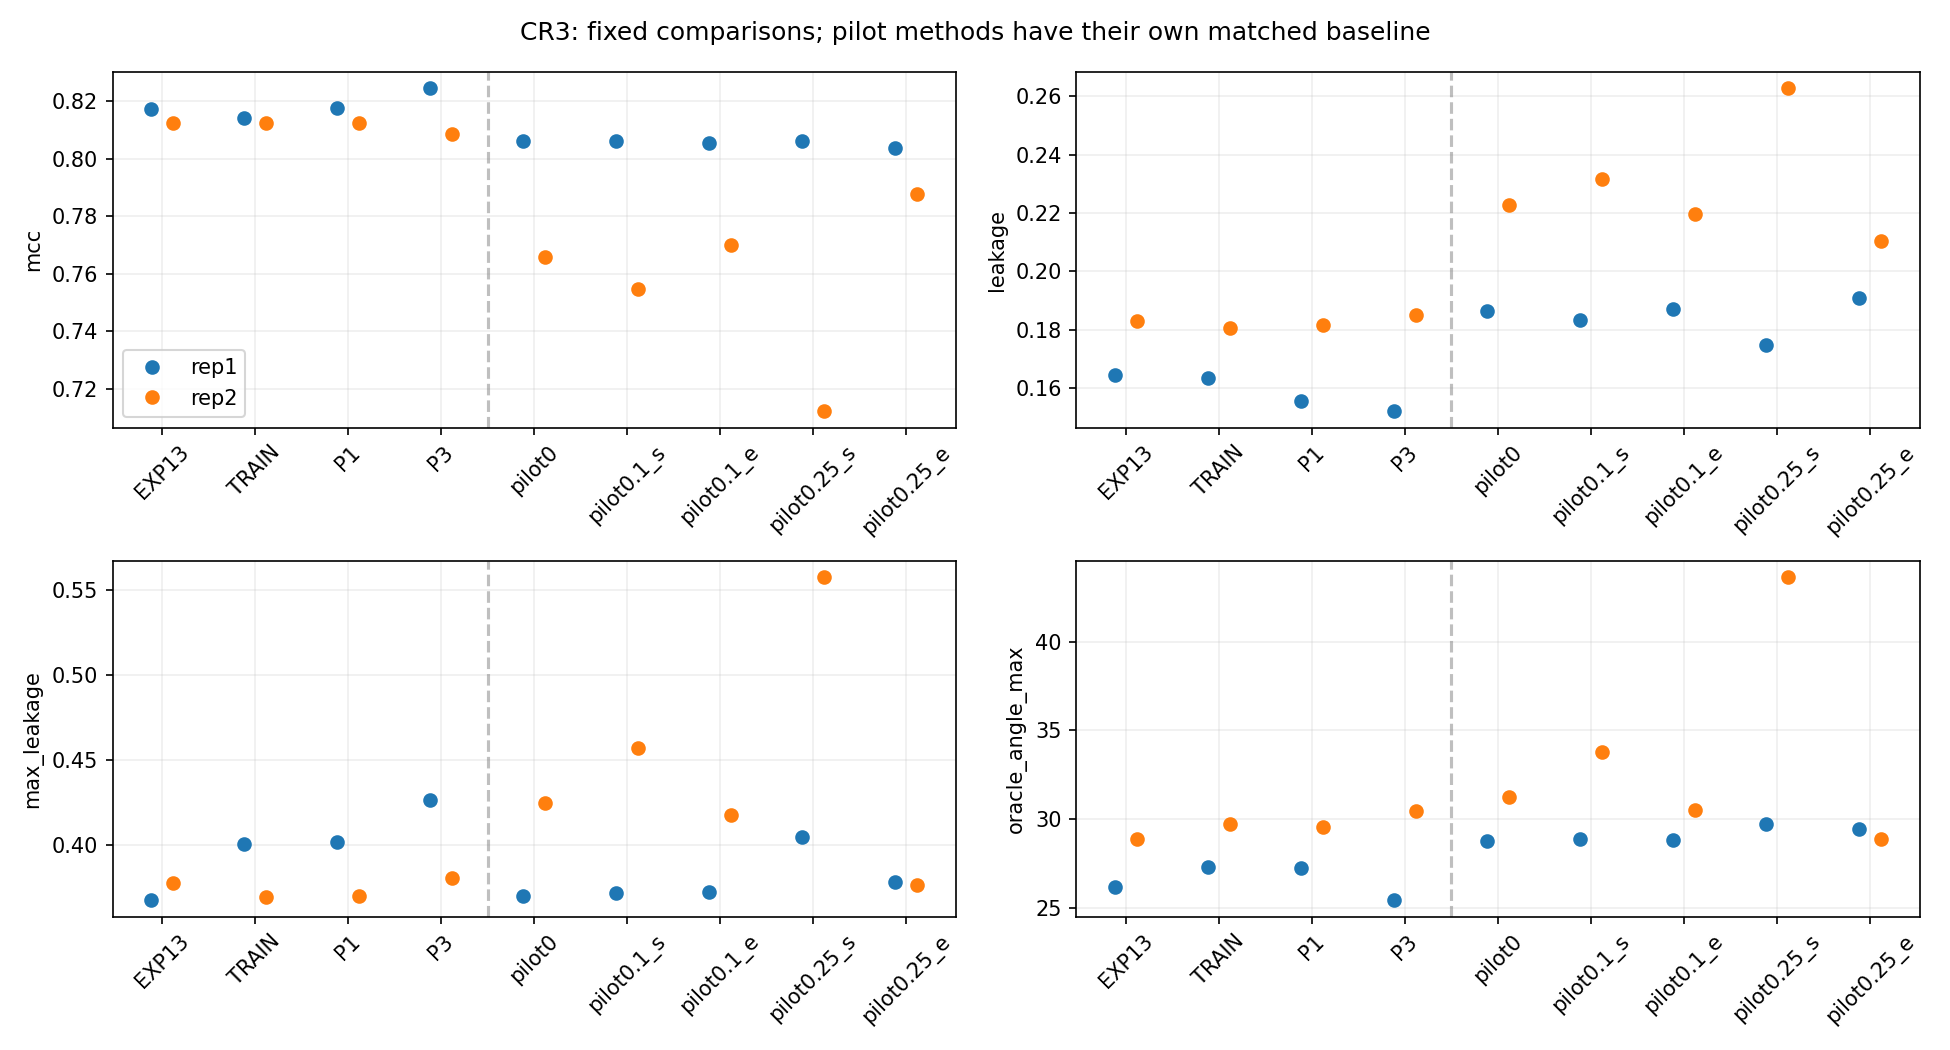 CR3: fixed comparisons; pilot methods have their own matched baseline
mcc
0.82
0.80
0.78
0.76
0.74
0.72
rep1
rep2
EXP13
TRAIN
P1
P3
pilot0
pilot0.1_s
pilot0.1_e
pilot0.25_s
pilot0.25_e
leakage
0.26
0.24
0.22
0.20
0.18
0.16
EXP13
TRAIN
P1
P3
pilot0
pilot0.1_s
pilot0.1_e
pilot0.25_s
pilot0.25_e
max_leakage
0.55
0.50
0.45
0.40
EXP13
TRAIN
P1
P3
pilot0
pilot0.1_s
pilot0.1_e
pilot0.25_s
pilot0.25_e
oracle_angle_max
40
35
30
25
EXP13
TRAIN
P1
P3
pilot0
pilot0.1_s
pilot0.1_e
pilot0.25_s
pilot0.25_e